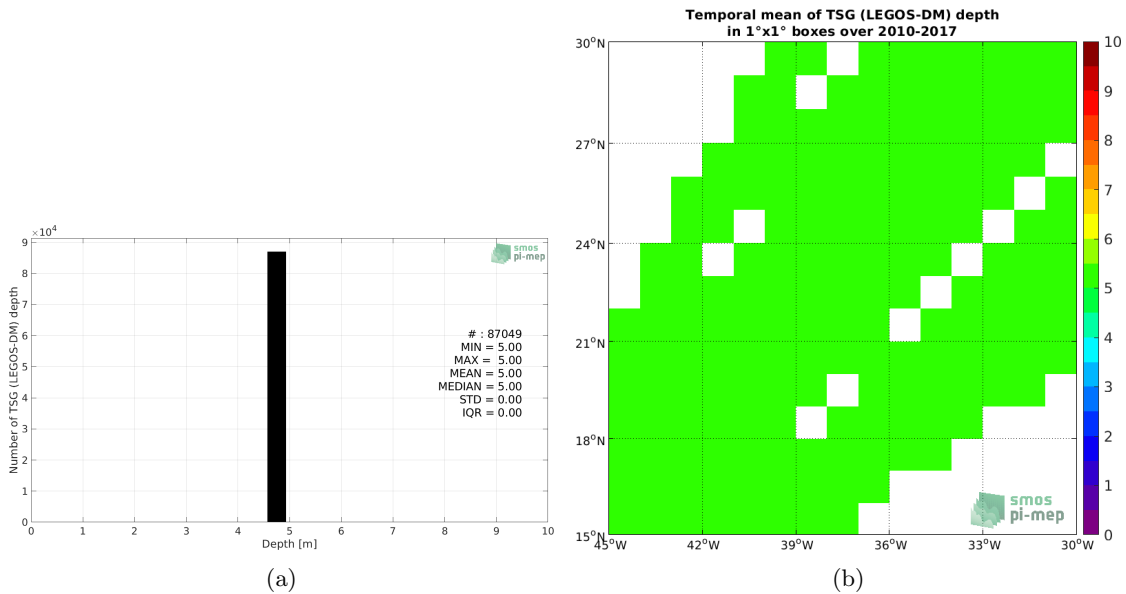 ×10⁴
9
8
7
6
5
4
3
2
1
0
Number of TSG (LEGOS-DM) depth
smos
pi-mep
# : 87049
MIN = 5.00
MAX = 5.00
MEAN = 5.00
MEDIAN = 5.00
STD = 0.00
IQR = 0.00
0 1 2 3 4 5 6 7 8 9 10
Depth [m]
(a)
Temporal mean of TSG (LEGOS-DM) depth
in 1°x1° boxes over 2010-2017
30°N
27°N
24°N
21°N
18°N
15°N
45°W 42°W 39°W 36°W 33°W 30°W
smos
pi-mep
10
9
8
7
6
5
4
3
2
1
0
(b)